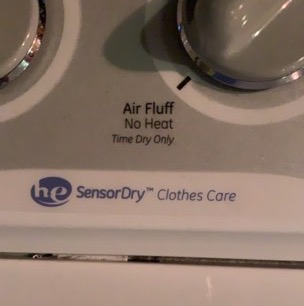 Air Fluff
No Heat
Time Dry Only
he SensorDry™ Clothes Care